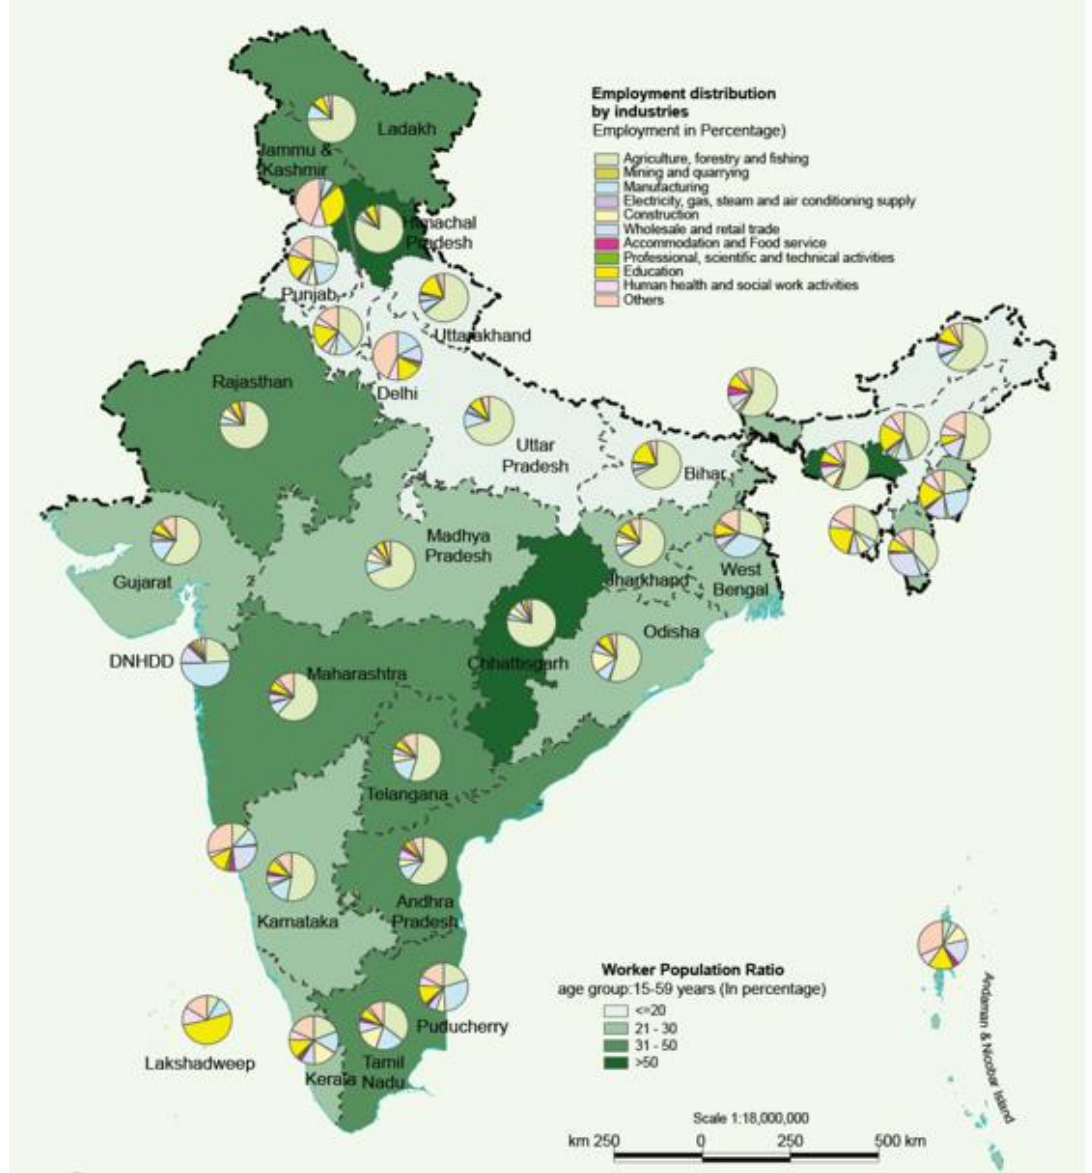 Employment distribution
by industries
Employment in Percentage)
Agriculture, forestry and fishing
Mining and quarrying
Manufacturing
Electricity, gas, steam and air conditioning supply
Construction
Wholesale and retail trade
Accommodation and Food service
Professional, scientific and technical activities
Education
Human health and social work activities
Others
Ladakh
Jammu &
Kashmir
Himachal
Pradesh
Punjab
Uttarakhand
Delhi
Rajasthan
Uttar
Pradesh
Bihar
Madhya
Pradesh
Gujarat
2
Jharkhand
West
Bengal
Odisha
DNHDD
Maharashtra
Chhattisgarh
Telangana
Andhra
Pradesh
Karnataka
Puducherry
Lakshadweep
Kerala
Tamil
Nadu
Andaman & Nicobar Island
Worker Population Ratio
age group:15-59 years (In percentage)
<=20
21 - 30
31 - 50
>50
Scale 1:18,000,000
km 250 0 250 500 km